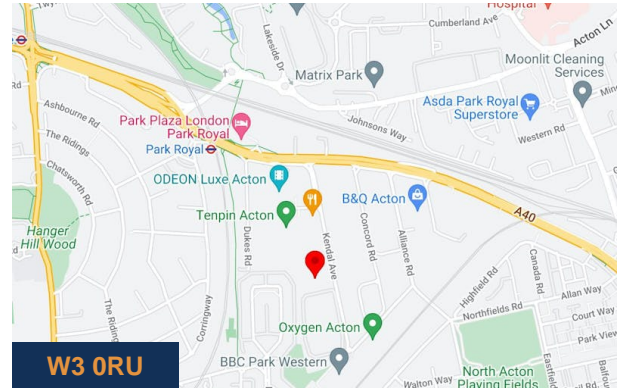 Hospital
Cumberland Ave
Acton Ln
Lakeside Dr
Matrix Park
Moonlit Cleaning
Services
Asda Park Royal
Superstore
Johnsons Way
Western Rd
Park Plaza London
Park Royal
Park Royal
Ashbourne Rd
The Ridings
Chatsworth Rd
ODEON Luxe Acton
Tenpin Acton
B&Q Acton
A40
Hanger
Hill Wood
Dukes Rd
Kendal Ave
Concord Rd
Alliance Rd
Corringway
The Ridings
Highfield Rd
Canada Rd
Allan Way
Northfields Rd
Court Way
Park View
Oxygen Acton
BBC Park Western
North Acton
Playing Fields
Walton Way
W3 0RU